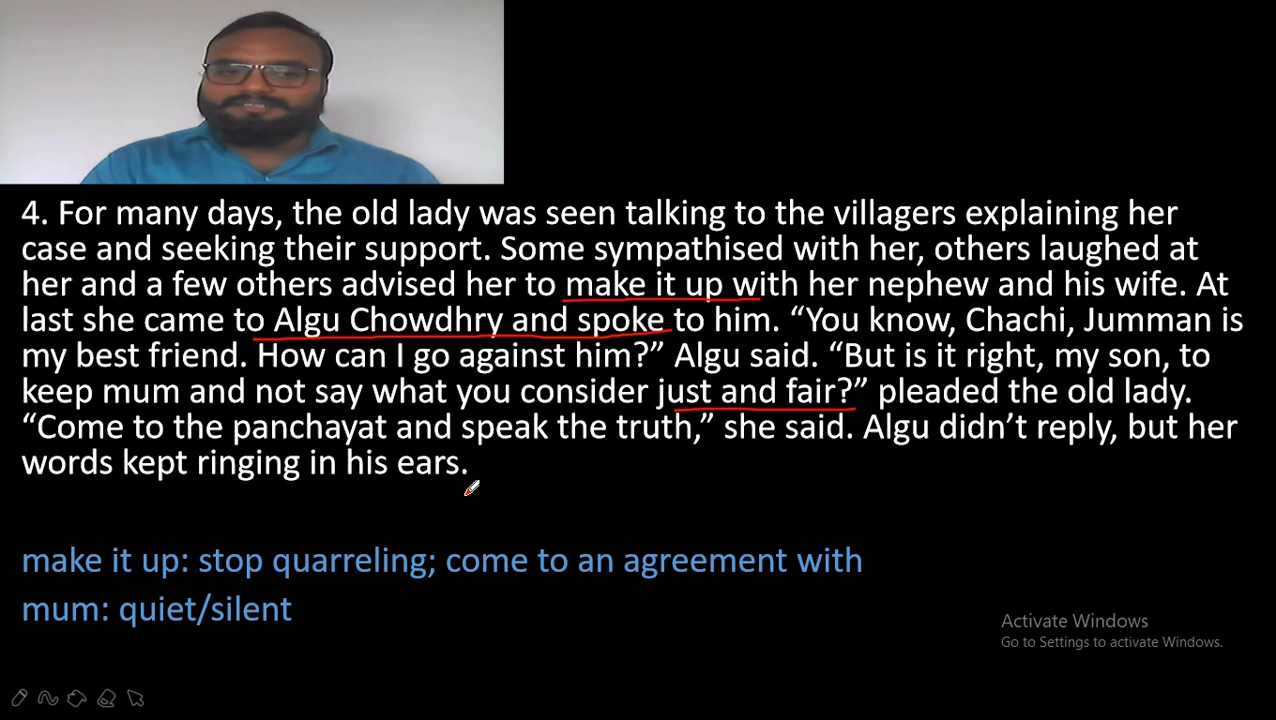 4. For many days, the old lady was seen talking to the villagers explaining her
case and seeking their support. Some sympathised with her, others laughed at
her and a few others advised her to make it up with her nephew and his wife. At
last she came to Algu Chowdhry and spoke to him. “You know, Chachi, Jumman is
my best friend. How can I go against him?” Algu said. “But is it right, my son, to
keep mum and not say what you consider just and fair?” pleaded the old lady.
“Come to the panchayat and speak the truth,” she said. Algu didn’t reply, but her
words kept ringing in his ears.
make it up: stop quarreling; come to an agreement with
mum: quiet/silent
Activate Windows
Go to Settings to activate Windows.